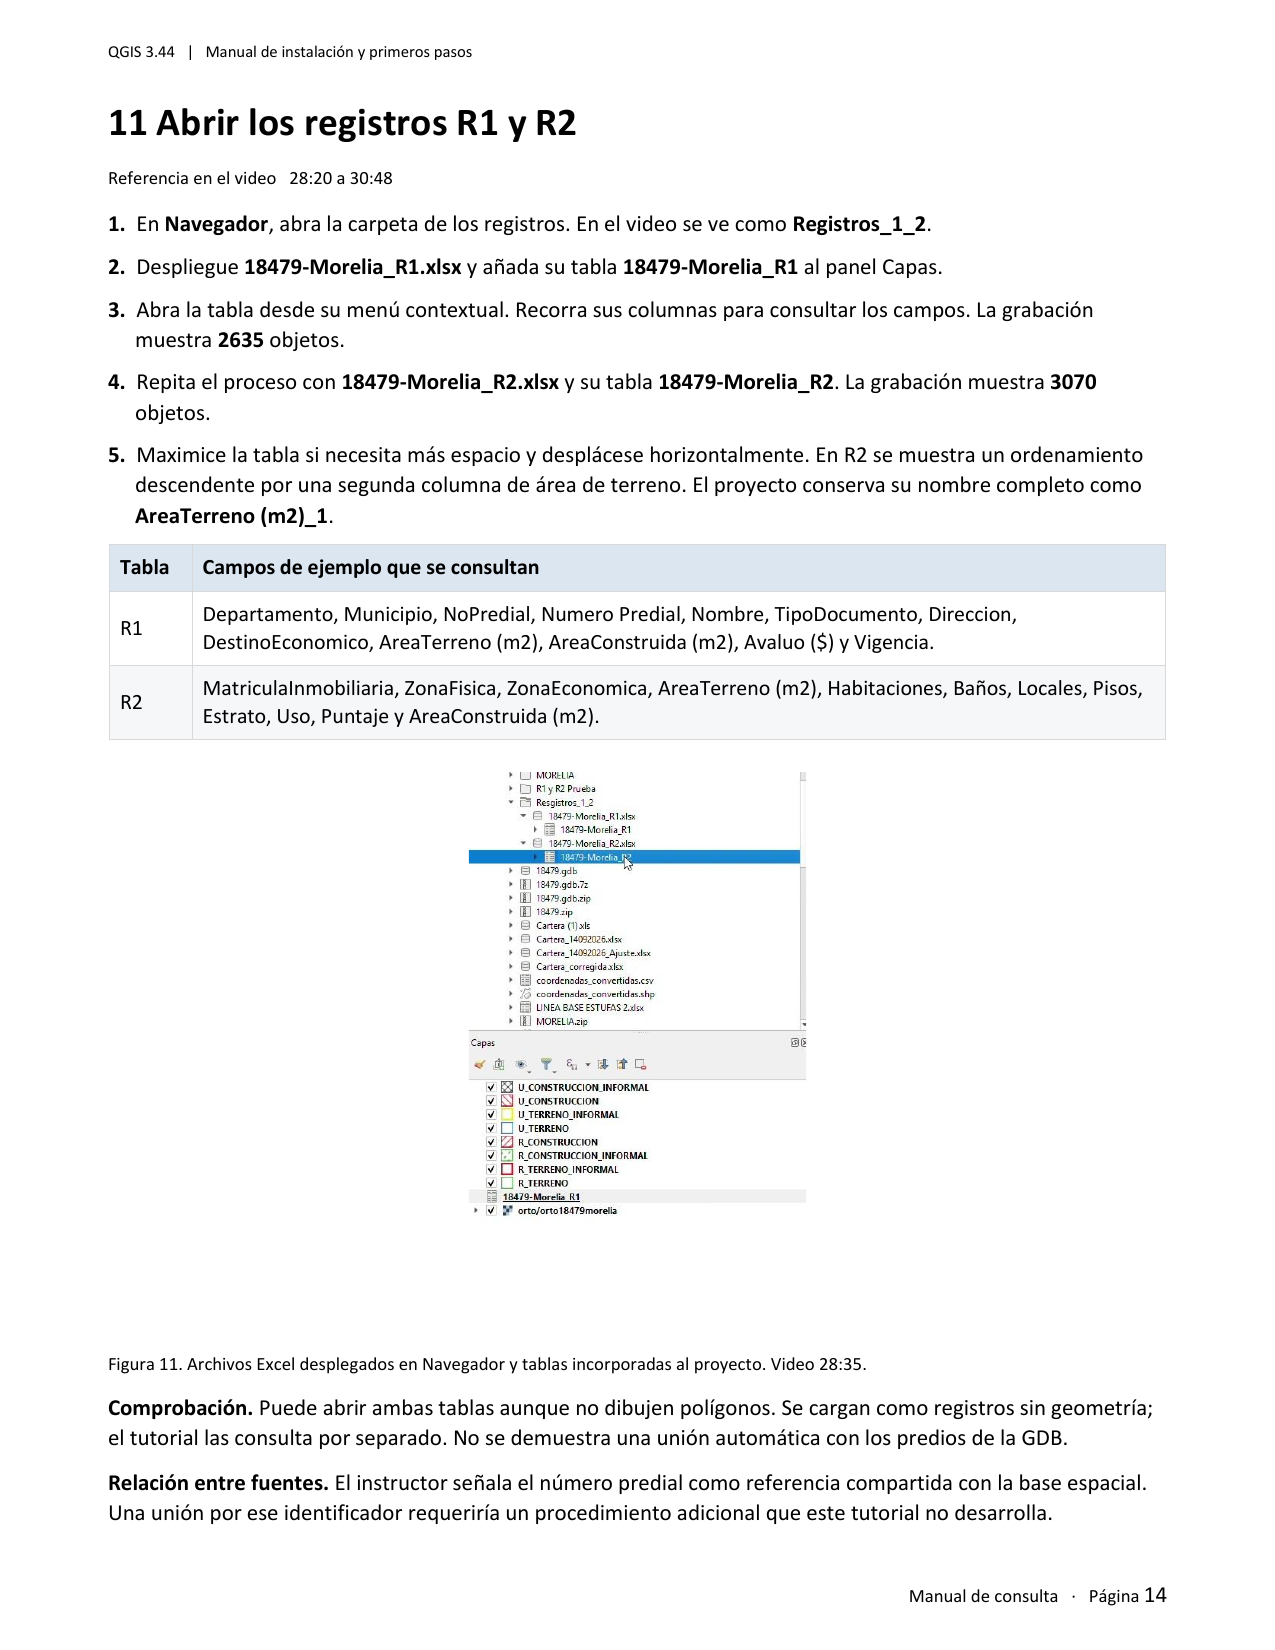 QGIS 3.44 | Manual de instalación y primeros pasos
11 Abrir los registros R1 y R2
Referencia en el video 28:20 a 30:48
1. En Navegador, abra la carpeta de los registros. En el video se ve como Registros_1_2.
2. Despliegue 18479-Morelia_R1.xlsx y añada su tabla 18479-Morelia_R1 al panel Capas.
3. Abra la tabla desde su menú contextual. Recorra sus columnas para consultar los campos. La grabación
muestra 2635 objetos.
4. Repita el proceso con 18479-Morelia_R2.xlsx y su tabla 18479-Morelia_R2. La grabación muestra 3070
objetos.
5. Maximice la tabla si necesita más espacio y desplácese horizontalmente. En R2 se muestra un ordenamiento
descendente por una segunda columna de área de terreno. El proyecto conserva su nombre completo como
AreaTerreno (m2)_1.
Tabla Campos de ejemplo que se consultan
R1 Departamento, Municipio, NoPredial, Numero Predial, Nombre, TipoDocumento, Direccion,
DestinoEconomico, AreaTerreno (m2), AreaConstruida (m2), Avaluo ($) y Vigencia.
R2 MatriculaInmobiliaria, ZonaFisica, ZonaEconomica, AreaTerreno (m2), Habitaciones, Baños, Locales, Pisos,
Estrato, Uso, Puntaje y AreaConstruida (m2).
MORELIA
R1 y R2 Prueba
Resgistros_1_2
18479-Morelia_R1.xlsx
18479-Morelia_R1
18479-Morelia_R2.xlsx
18479-Morelia_R2
18479.gdb
18479.gdb.7z
18479.gdb.zip
18479.zip
Cartera (1).xls
Cartera_14092026.xlsx
Cartera_14092026_Ajuste.xlsx
Cartera_corregida.xlsx
coordenadas_convertidas.csv
coordenadas_convertidas.shp
LINEA BASE ESTUFAS 2.xlsx
MORELIA.zip
Capas
U_CONSTRUCCION_INFORMAL
U_CONSTRUCCION
U_TERRENO_INFORMAL
U_TERRENO
R_CONSTRUCCION
R_CONSTRUCCION_INFORMAL
R_TERRENO_INFORMAL
R_TERRENO
18479-Morelia_R1
orto/orto18479morelia
Figura 11. Archivos Excel desplegados en Navegador y tablas incorporadas al proyecto. Video 28:35.
Comprobación. Puede abrir ambas tablas aunque no dibujen polígonos. Se cargan como registros sin geometría;
el tutorial las consulta por separado. No se demuestra una unión automática con los predios de la GDB.
Relación entre fuentes. El instructor señala el número predial como referencia compartida con la base espacial.
Una unión por ese identificador requeriría un procedimiento adicional que este tutorial no desarrolla.
Manual de consulta · Página 14